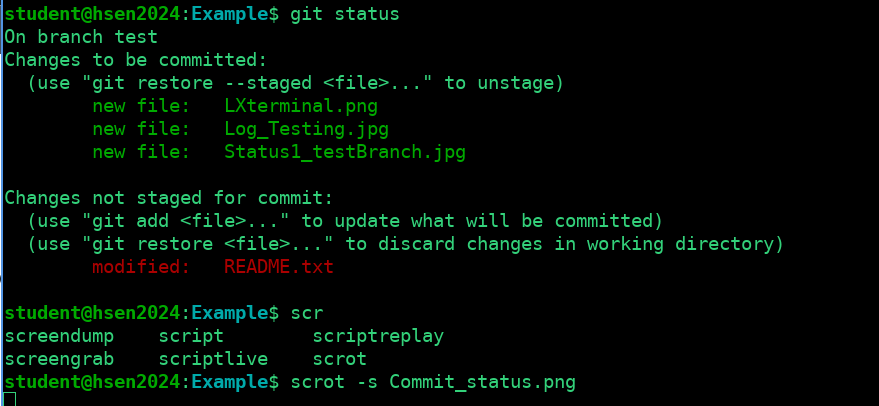 student@hsen2024:Example$ git status
On branch test
Changes to be committed:
  (use "git restore --staged <file>..." to unstage)
        new file:   LXterminal.png
        new file:   Log_Testing.jpg
        new file:   Status1_testBranch.jpg

Changes not staged for commit:
  (use "git add <file>..." to update what will be committed)
  (use "git restore <file>..." to discard changes in working directory)
        modified:   README.txt

student@hsen2024:Example$ scr
screendump    script        scriptreplay
screengrab    scriptlive    scrot
student@hsen2024:Example$ scrot -s Commit_status.png